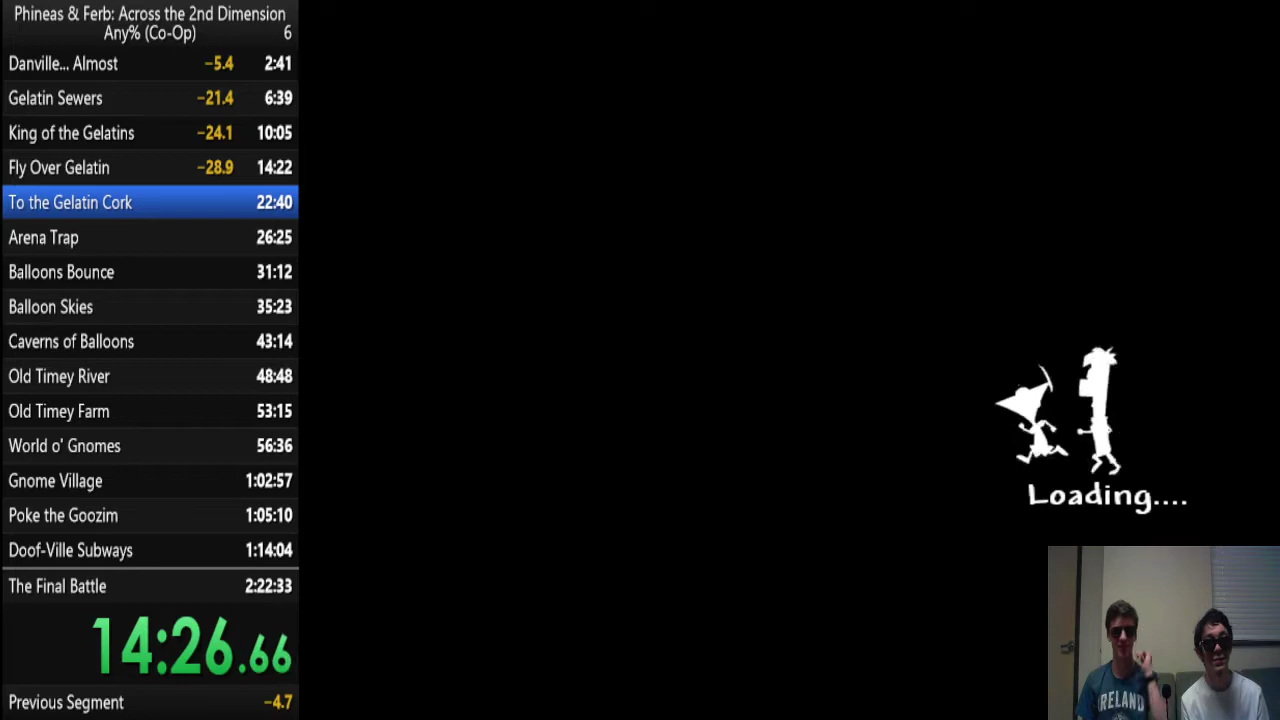 Phineas & Ferb: Across the 2nd Dimension
Any% (Co-Op) 6
Danville... Almost −5.4 2:41
Gelatin Sewers −21.4 6:39
King of the Gelatins −24.1 10:05
Fly Over Gelatin −28.9 14:22
To the Gelatin Cork 22:40
Arena Trap 26:25
Balloons Bounce 31:12
Balloon Skies 35:23
Caverns of Balloons 43:14
Old Timey River 48:48
Old Timey Farm 53:15
World o' Gnomes 56:36
Gnome Village 1:02:57
Poke the Goozim 1:05:10
Doof-Ville Subways 1:14:04
The Final Battle 2:22:33
14:26.66
Previous Segment −4.7
Loading....
IRELAND